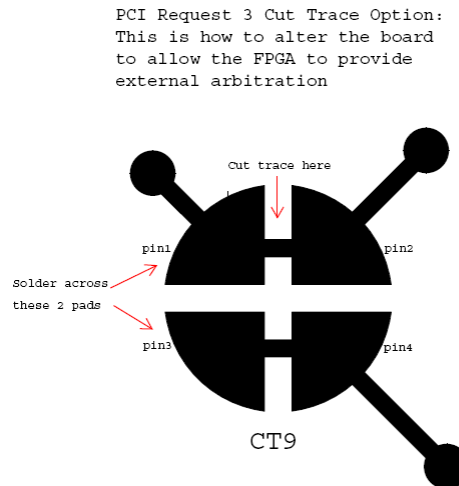 PCI Request 3 Cut Trace Option:
This is how to alter the board
to allow the FPGA to provide
external arbitration
Cut trace here
pin1
pin2
Solder across
these 2 pads
pin3
pin4
CT9